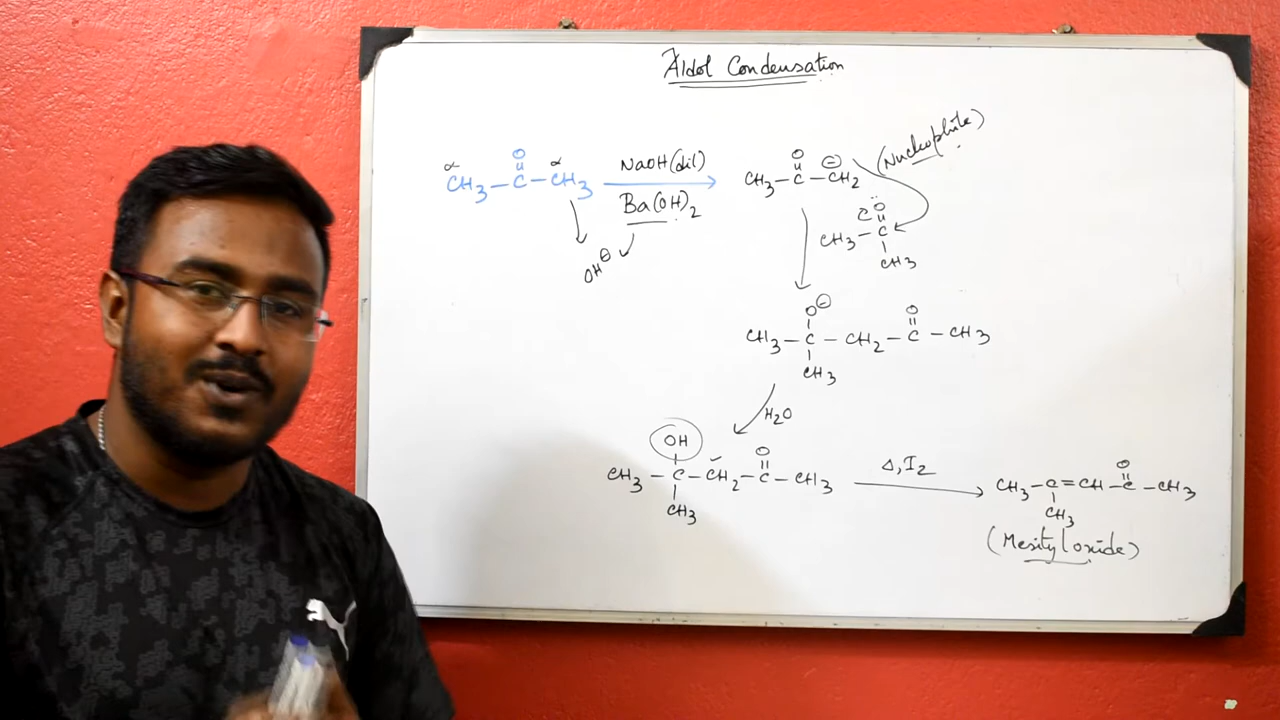 Aldol Condensation
α α
O
CH3 — C — CH3
NaOH (dil)
Ba(OH)2
OH⊖
O ⊖
CH3 — C — CH2
(Nucleophile)
O
CH3 — C
CH3
O⊖ O
CH3 — C — CH2 — C — CH3
CH3
H2O
OH O
CH3 — C — CH2 — C — CH3
CH3
Δ, I2
O
CH3 — C = CH — C — CH3
CH3
(Mesityl oxide)